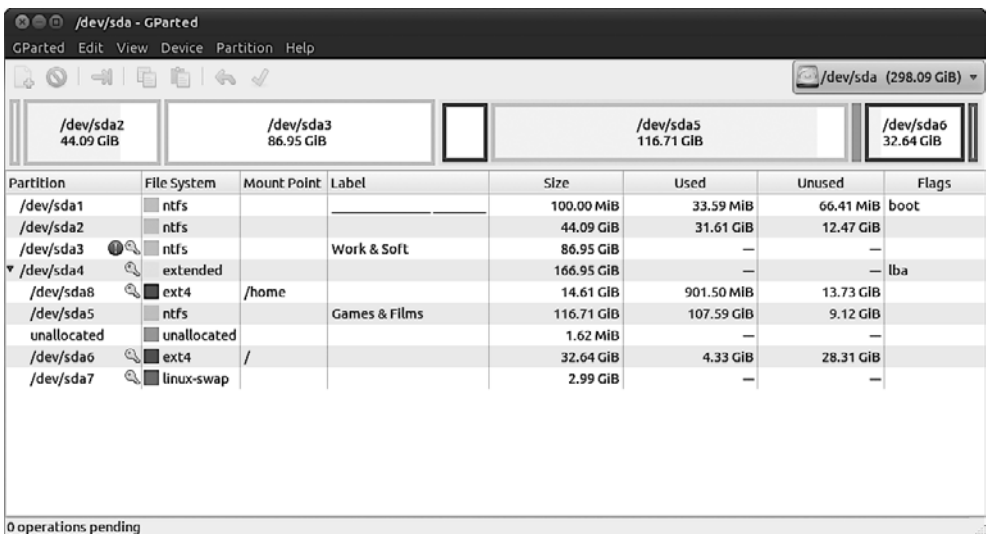 /dev/sda - GParted
GParted Edit View Device Partition Help
/dev/sda (298.09 GiB)
/dev/sda2 /dev/sda3 /dev/sda5 /dev/sda6
44.09 GiB 86.95 GiB 116.71 GiB 32.64 GiB
Partition File System Mount Point Label Size Used Unused Flags
/dev/sda1 ntfs 100.00 MiB 33.59 MiB 66.41 MiB boot
/dev/sda2 ntfs 44.09 GiB 31.61 GiB 12.47 GiB
/dev/sda3 ntfs Work & Soft 86.95 GiB — —
/dev/sda4 extended 166.95 GiB — — lba
/dev/sda8 ext4 /home 14.61 GiB 901.50 MiB 13.73 GiB
/dev/sda5 ntfs Games & Films 116.71 GiB 107.59 GiB 9.12 GiB
unallocated unallocated 1.62 MiB — —
/dev/sda6 ext4 / 32.64 GiB 4.33 GiB 28.31 GiB
/dev/sda7 linux-swap 2.99 GiB — —
0 operations pending